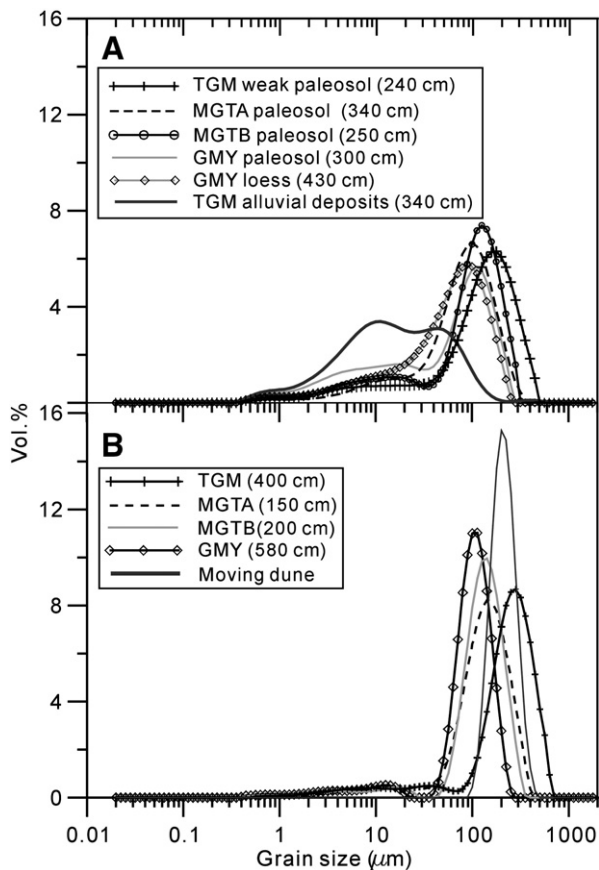 16
A
TGM weak paleosol (240 cm)
MGTA paleosol (340 cm)
MGTB paleosol (250 cm)
GMY paleosol (300 cm)
GMY loess (430 cm)
TGM alluvial deposits (340 cm)
12
8
4
Vol.%
16
B
TGM (400 cm)
MGTA (150 cm)
MGTB(200 cm)
GMY (580 cm)
Moving dune
12
8
4
0
0.01 0.1 1 10 100 1000
Grain size (μm)